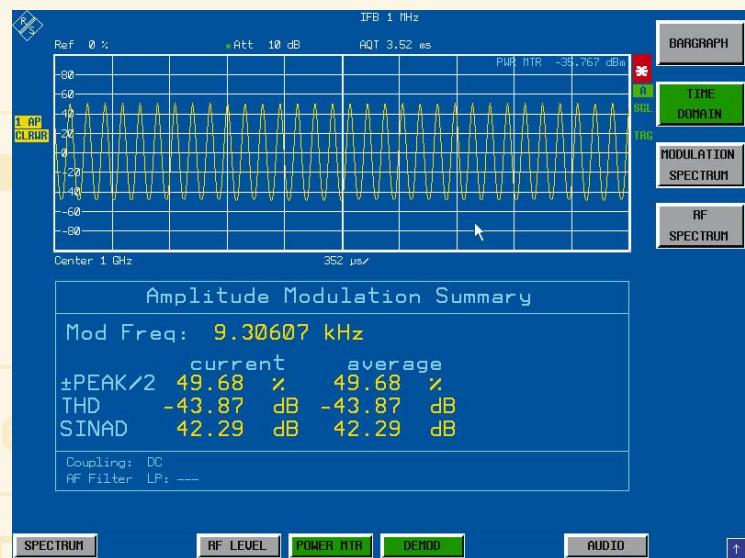 R/S
IFB 1 MHz
Ref 0 %
*Att 10 dB
AQT 3.52 ms
PWR MTR -35.767 dBm
1 AP
CLRWR
-80
-60
-40
-20
0
-20
-40
-60
-80
A
SGL
TRG
Center 1 GHz
352 µs/
Amplitude Modulation Summary
Mod Freq: 9.30607 kHz
current average
±PEAK/2 49.68 % 49.68 %
THD -43.87 dB -43.87 dB
SINAD 42.29 dB 42.29 dB
Coupling: DC
AF Filter LP: ---
BARGRAPH
TIME
DOMAIN
MODULATION
SPECTRUM
RF
SPECTRUM
SPECTRUM
RF LEVEL
POWER MTR
DEMOD
AUDIO